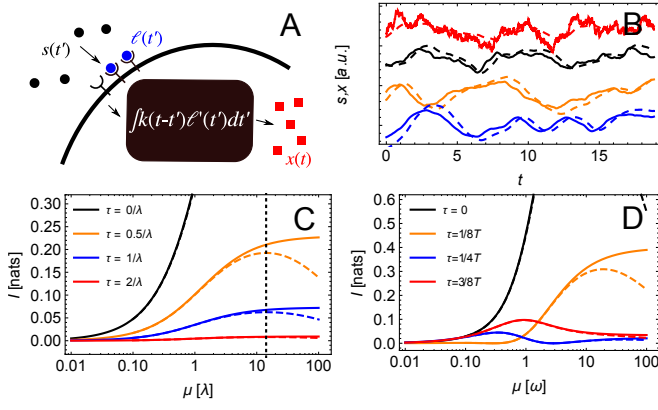 A
s(t′)
ℓ(t′)
∫k(t-t′)ℓ′(t′)dt′
x(t)
B
s,x [a.u.]
0 5 10 15
t
C
τ = 0/λ
τ = 0.5/λ
τ = 1/λ
τ = 2/λ
0.30
0.25
0.20
0.15
0.10
0.05
0.00
I [nats]
0.01 0.10 1 10 100
μ [λ]
D
τ = 0
τ=1/8T
τ=1/4T
τ=3/8T
0.6
0.5
0.4
0.3
0.2
0.1
0.0
I [nats]
0.01 0.10 1 10 100
μ [ω]